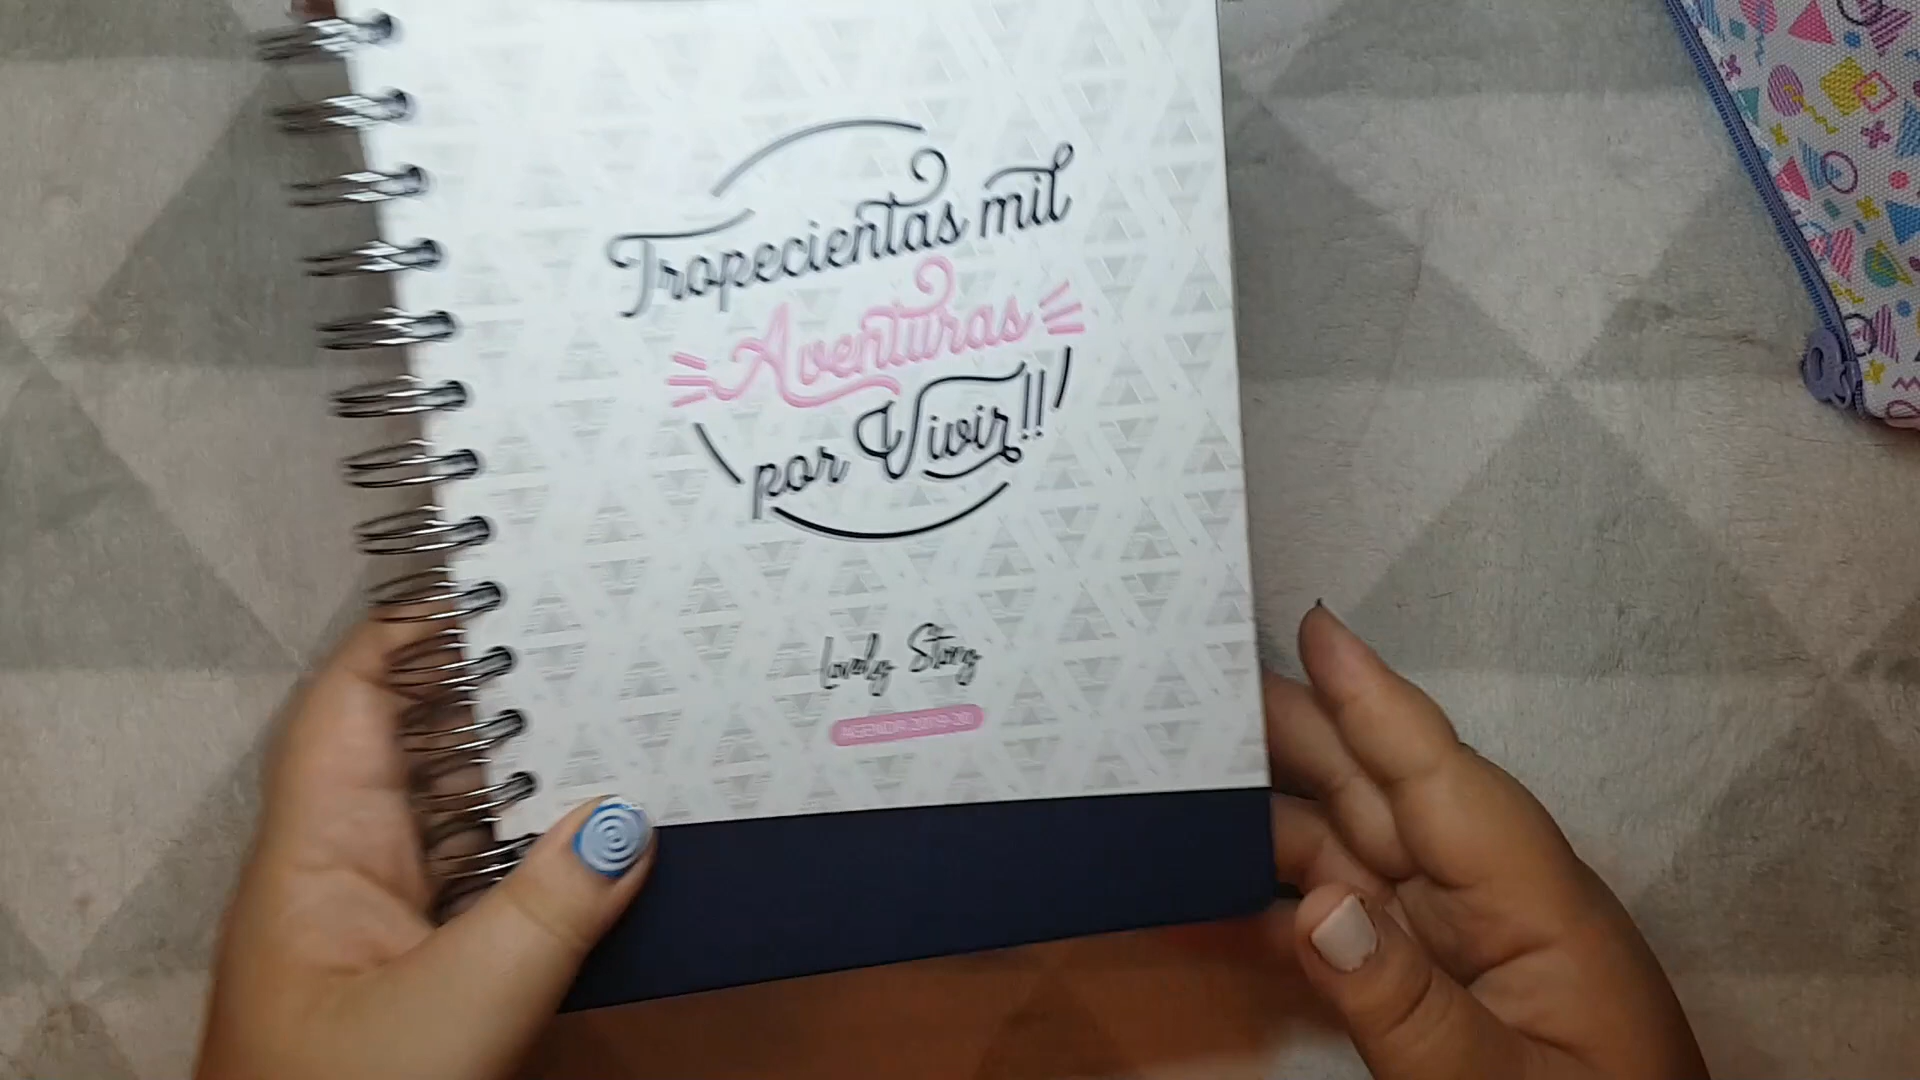 Tropecientas mil
Aventuras
por Vivir!!
Lovely Story
AGENDA 2019-20